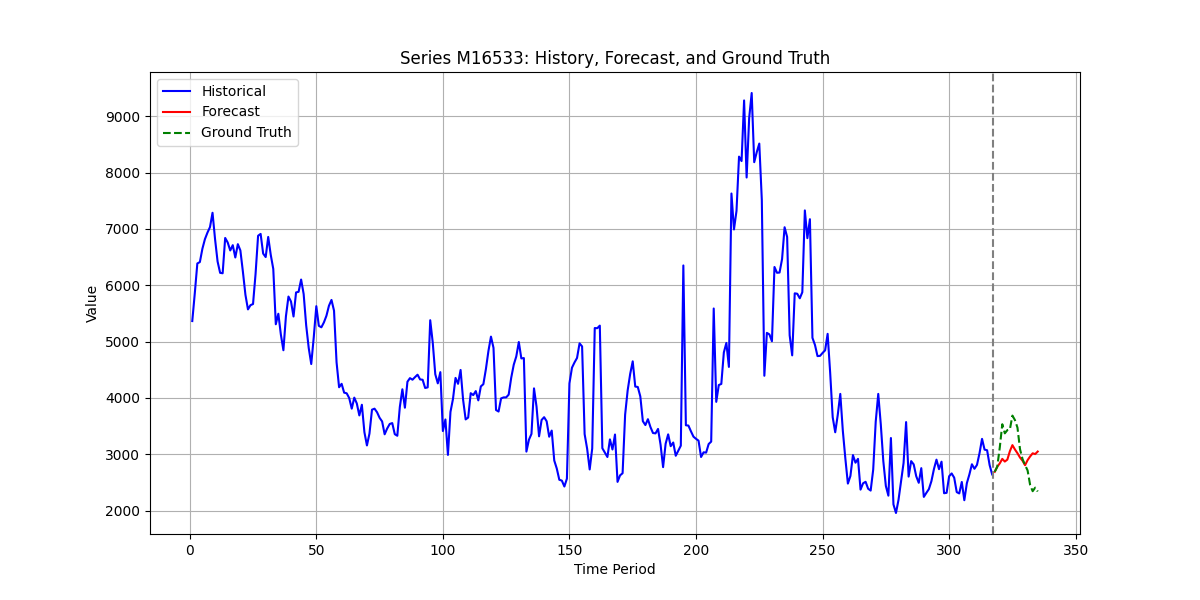 Series M16533: History, Forecast, and Ground Truth
Historical
Forecast
Ground Truth
Value
9000
8000
7000
6000
5000
4000
3000
2000
0 50 100 150 200 250 300 350
Time Period